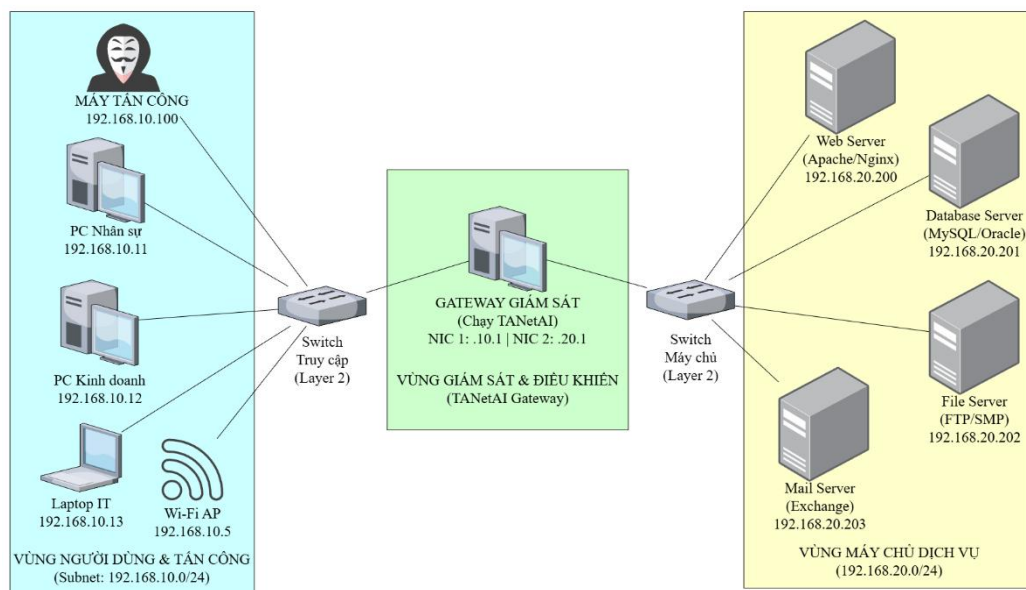 MÁY TẤN CÔNG
192.168.10.100
PC Nhân sự
192.168.10.11
PC Kinh doanh
192.168.10.12
Laptop IT
192.168.10.13
Wi-Fi AP
192.168.10.5
VÙNG NGƯỜI DÙNG & TẤN CÔNG
(Subnet: 192.168.10.0/24)
Switch
Truy cập
(Layer 2)
GATEWAY GIÁM SÁT
(Chạy TANetAI)
NIC 1: .10.1 | NIC 2: .20.1
VÙNG GIÁM SÁT & ĐIỀU KHIỂN
(TANetAI Gateway)
Switch
Máy chủ
(Layer 2)
Web Server
(Apache/Nginx)
192.168.20.200
Database Server
(MySQL/Oracle)
192.168.20.201
File Server
(FTP/SMP)
192.168.20.202
Mail Server
(Exchange)
192.168.20.203
VÙNG MÁY CHỦ DỊCH VỤ
(192.168.20.0/24)